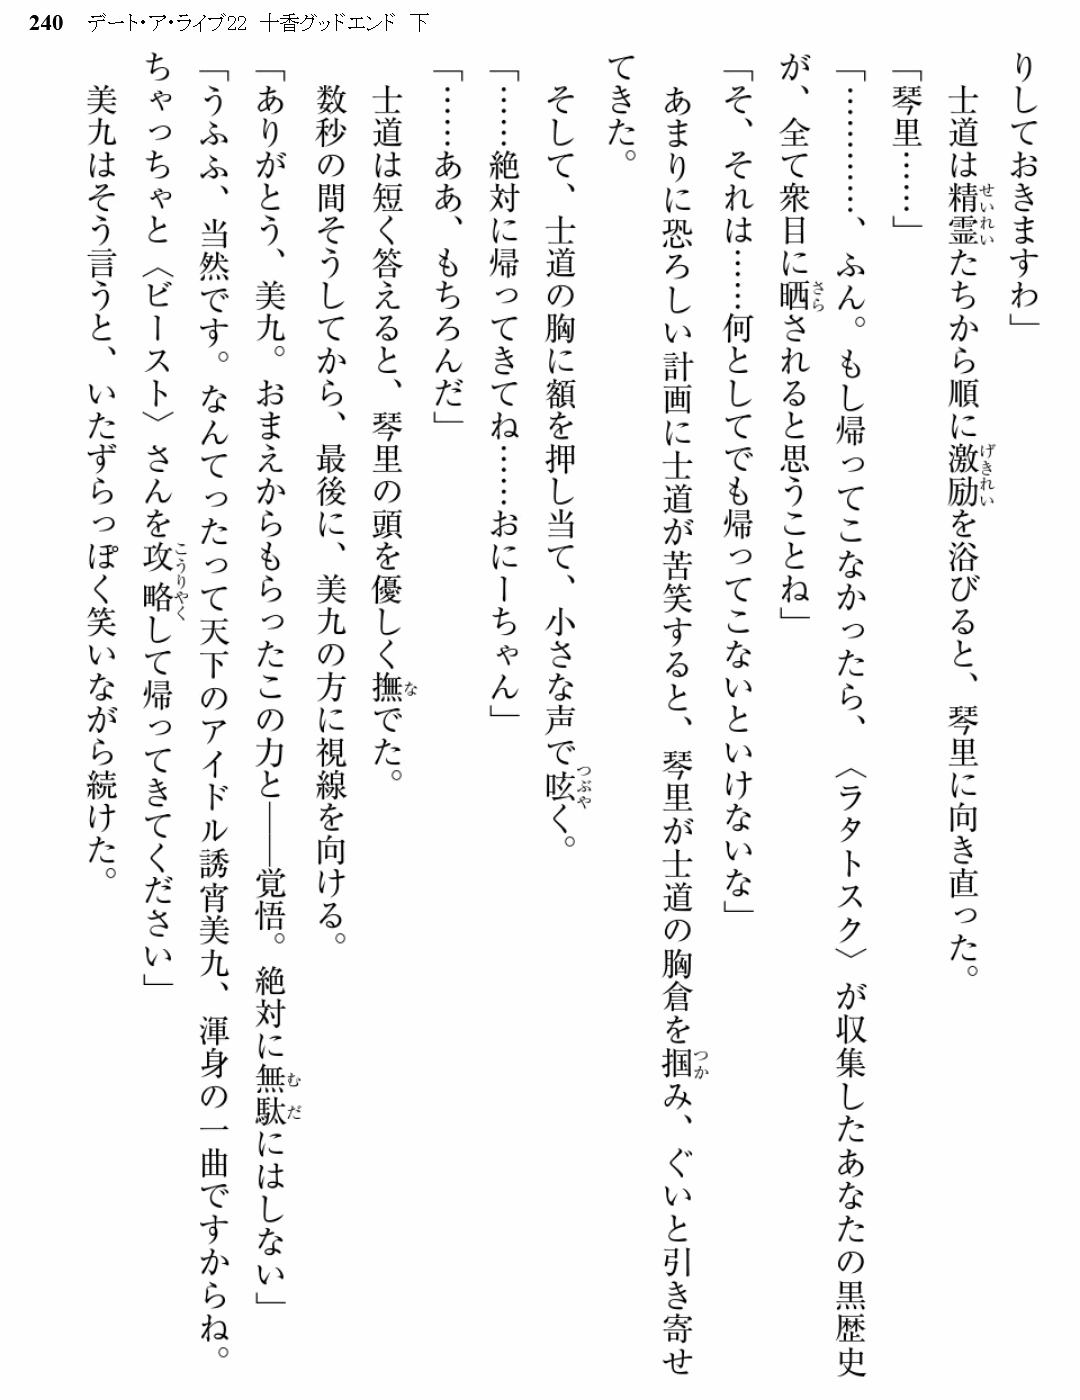 240 デート・ア・ライブ22 十香グッドエンド 下
りしておきますわ」
　士道は精霊たちから順に激励を浴びると、琴里に向き直った。
「琴里……」
「…………、ふん。もし帰ってこなかったら、〈ラタトスク〉が収集したあなたの黒歴史
が、全て衆目に晒されると思うことね」
「そ、それは……何としてでも帰ってこないといけないな」
　あまりに恐ろしい計画に士道が苦笑すると、琴里が士道の胸倉を掴み、ぐいと引き寄せ
てきた。
　そして、士道の胸に額を押し当て、小さな声で呟く。
「……絶対に帰ってきてね……おにーちゃん」
「……ああ、もちろんだ」
　士道は短く答えると、琴里の頭を優しく撫でた。
　数秒の間そうしてから、最後に、美九の方に視線を向ける。
「ありがとう、美九。おまえからもらったこの力と――覚悟。絶対に無駄にはしない」
「うふふ、当然です。なんてったって天下のアイドル誘宵美九、渾身の一曲ですからね。
ちゃっちゃと〈ビースト〉さんを攻略して帰ってきてください」
　美九はそう言うと、いたずらっぽく笑いながら続けた。